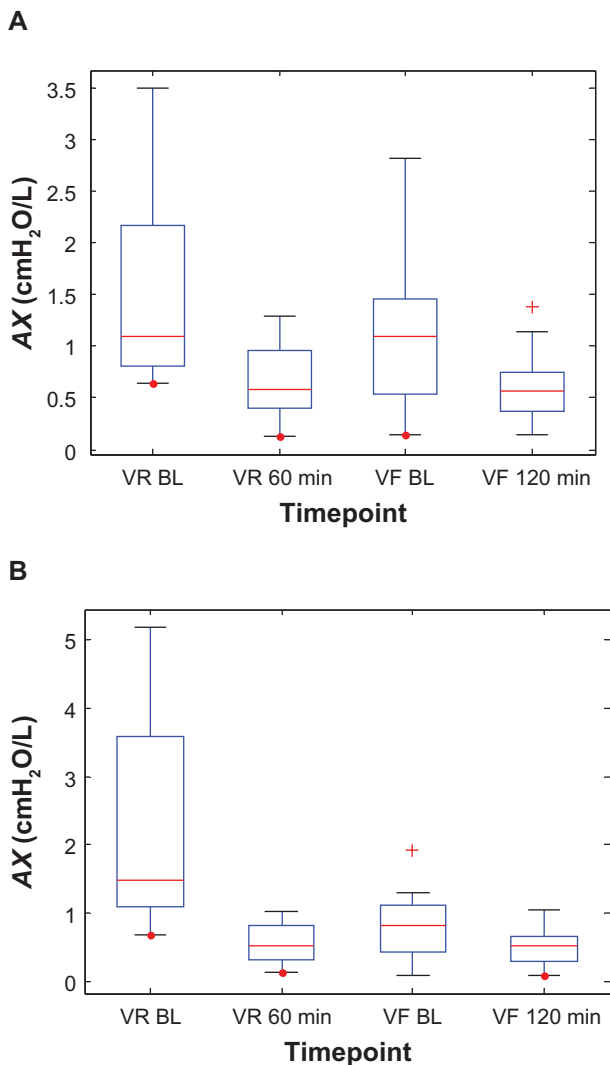 A
AX (cmH₂O/L)
3.5
3
2.5
2
1.5
1
0.5
0
VR BL VR 60 min VF BL VF 120 min
Timepoint
B
AX (cmH₂O/L)
5
4
3
2
1
0
VR BL VR 60 min VF BL VF 120 min
Timepoint